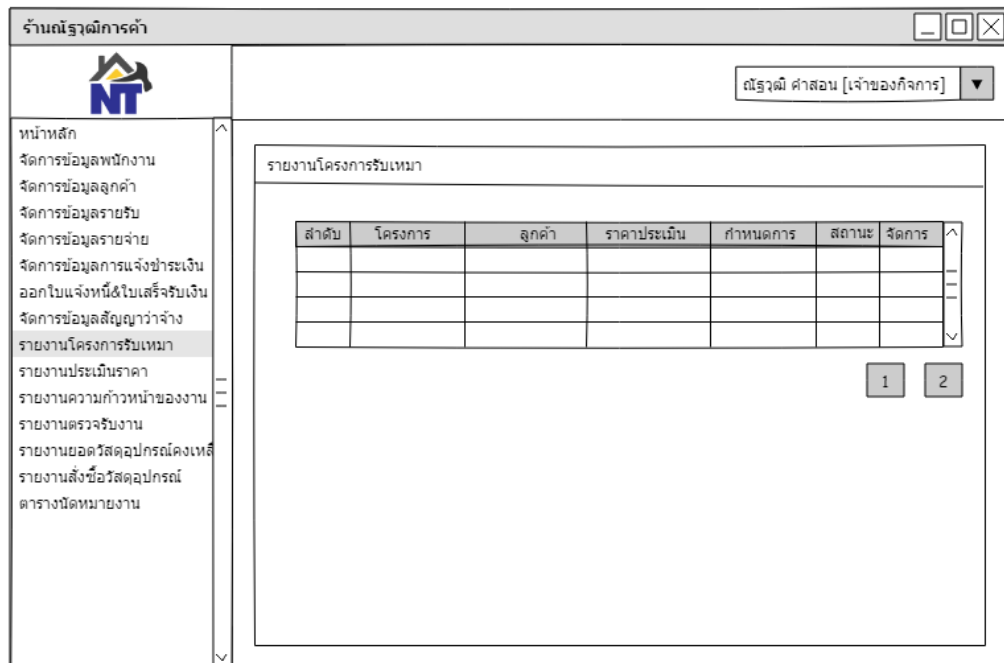 ร้านณัฐวุฒิการค้า
NT
ณัฐวุฒิ คำสอน [เจ้าของกิจการ]
หน้าหลัก
จัดการข้อมูลพนักงาน
จัดการข้อมูลลูกค้า
จัดการข้อมูลรายรับ
จัดการข้อมูลรายจ่าย
จัดการข้อมูลการแจ้งชำระเงิน
ออกใบแจ้งหนี้&ใบเสร็จรับเงิน
จัดการข้อมูลสัญญาว่าจ้าง
รายงานโครงการรับเหมา
รายงานประเมินราคา
รายงานความก้าวหน้าของงาน
รายงานตรวจรับงาน
รายงานยอดวัสดุอุปกรณ์คงเหลื
รายงานสั่งซื้อวัสดุอุปกรณ์
ตารางนัดหมายงาน
รายงานโครงการรับเหมา
ลำดับ โครงการ ลูกค้า ราคาประเมิน กำหนดการ สถานะ จัดการ
1 2